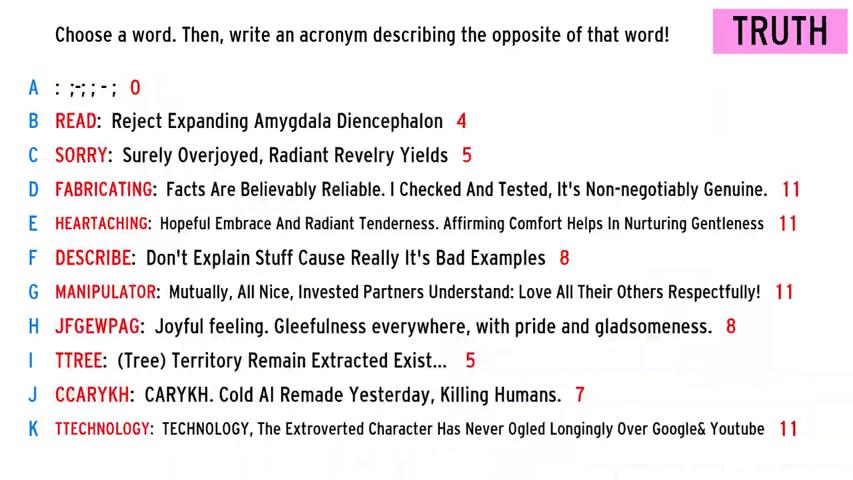 Choose a word. Then, write an acronym describing the opposite of that word!
TRUTH
A : ;-; ; - ; 0
B READ: Reject Expanding Amygdala Diencephalon 4
C SORRY: Surely Overjoyed, Radiant Revelry Yields 5
D FABRICATING: Facts Are Believably Reliable. I Checked And Tested, It's Non-negotiably Genuine. 11
E HEARTACHING: Hopeful Embrace And Radiant Tenderness. Affirming Comfort Helps In Nurturing Gentleness 11
F DESCRIBE: Don't Explain Stuff Cause Really It's Bad Examples 8
G MANIPULATOR: Mutually, All Nice, Invested Partners Understand: Love All Their Others Respectfully! 11
H JFGEWPAG: Joyful feeling. Gleefulness everywhere, with pride and gladsomeness. 8
I TTREE: (Tree) Territory Remain Extracted Exist... 5
J CCARYKH: CARYKH. Cold AI Remade Yesterday, Killing Humans. 7
K TTECHNOLOGY: TECHNOLOGY, The Extroverted Character Has Never Ogled Longingly Over Google& Youtube 11